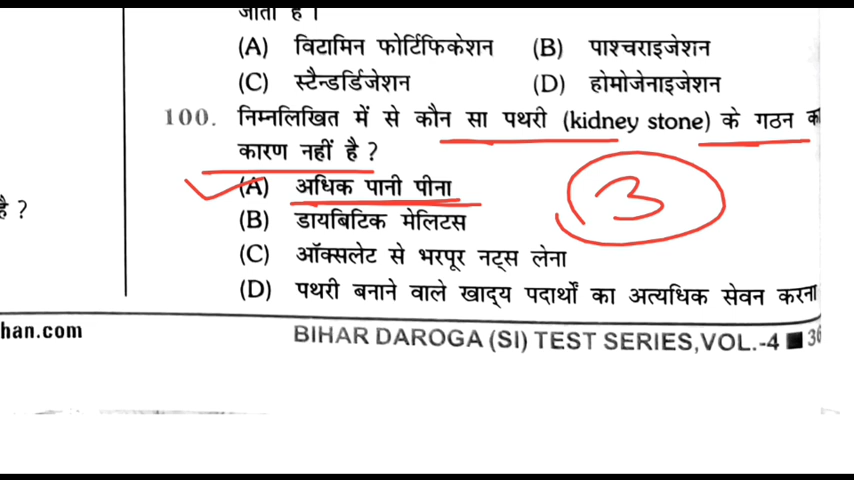 जाता है।
(A) विटामिन फोर्टिफिकेशन (B) पाश्चराइजेशन
(C) स्टैन्डर्डिजेशन (D) होमोजेनाइजेशन
100. निम्नलिखित में से कौन सा पथरी (kidney stone) के गठन का
कारण नहीं है ?
(A) अधिक पानी पीना
3
है ?
(B) डायबिटिक मेलिटस
(C) ऑक्सलेट से भरपूर नट्स लेना
(D) पथरी बनाने वाले खाद्य पदार्थों का अत्यधिक सेवन करना
han.com
BIHAR DAROGA (SI) TEST SERIES,VOL.-4 ■ 36